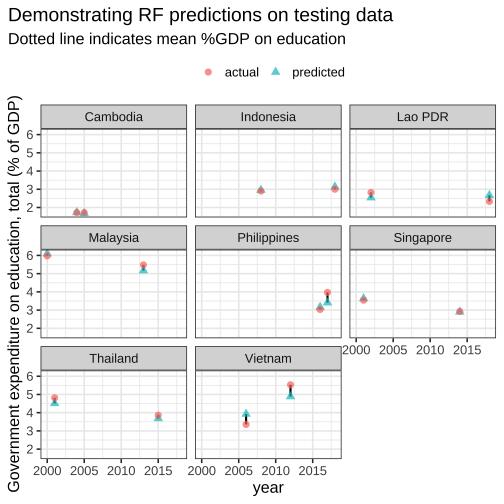 Demonstrating RF predictions on testing data
Dotted line indicates mean %GDP on education
actual predicted
Government expenditure on education, total (% of GDP)
Cambodia Indonesia Lao PDR
6
5
4
3
2
Malaysia Philippines Singapore
6
5
4
3
2
2000 2005 2010 2015
Thailand Vietnam
6
5
4
3
2
2000 2005 2010 2015 2000 2005 2010 2015
year